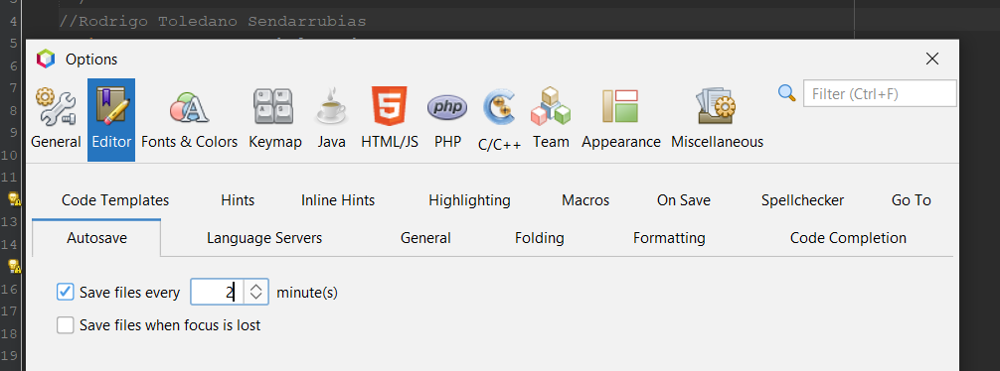 4 //Rodrigo Toledano Sendarrubias
5
Options
6
7
Filter (Ctrl+F)
8
9
General Editor Fonts & Colors Keymap Java HTML/JS PHP C/C++ Team Appearance Miscellaneous
10
11
Code Templates Hints Inline Hints Highlighting Macros On Save Spellchecker Go To
13
14
Autosave Language Servers General Folding Formatting Code Completion
16
Save files every 2 minute(s)
17
18
Save files when focus is lost
19